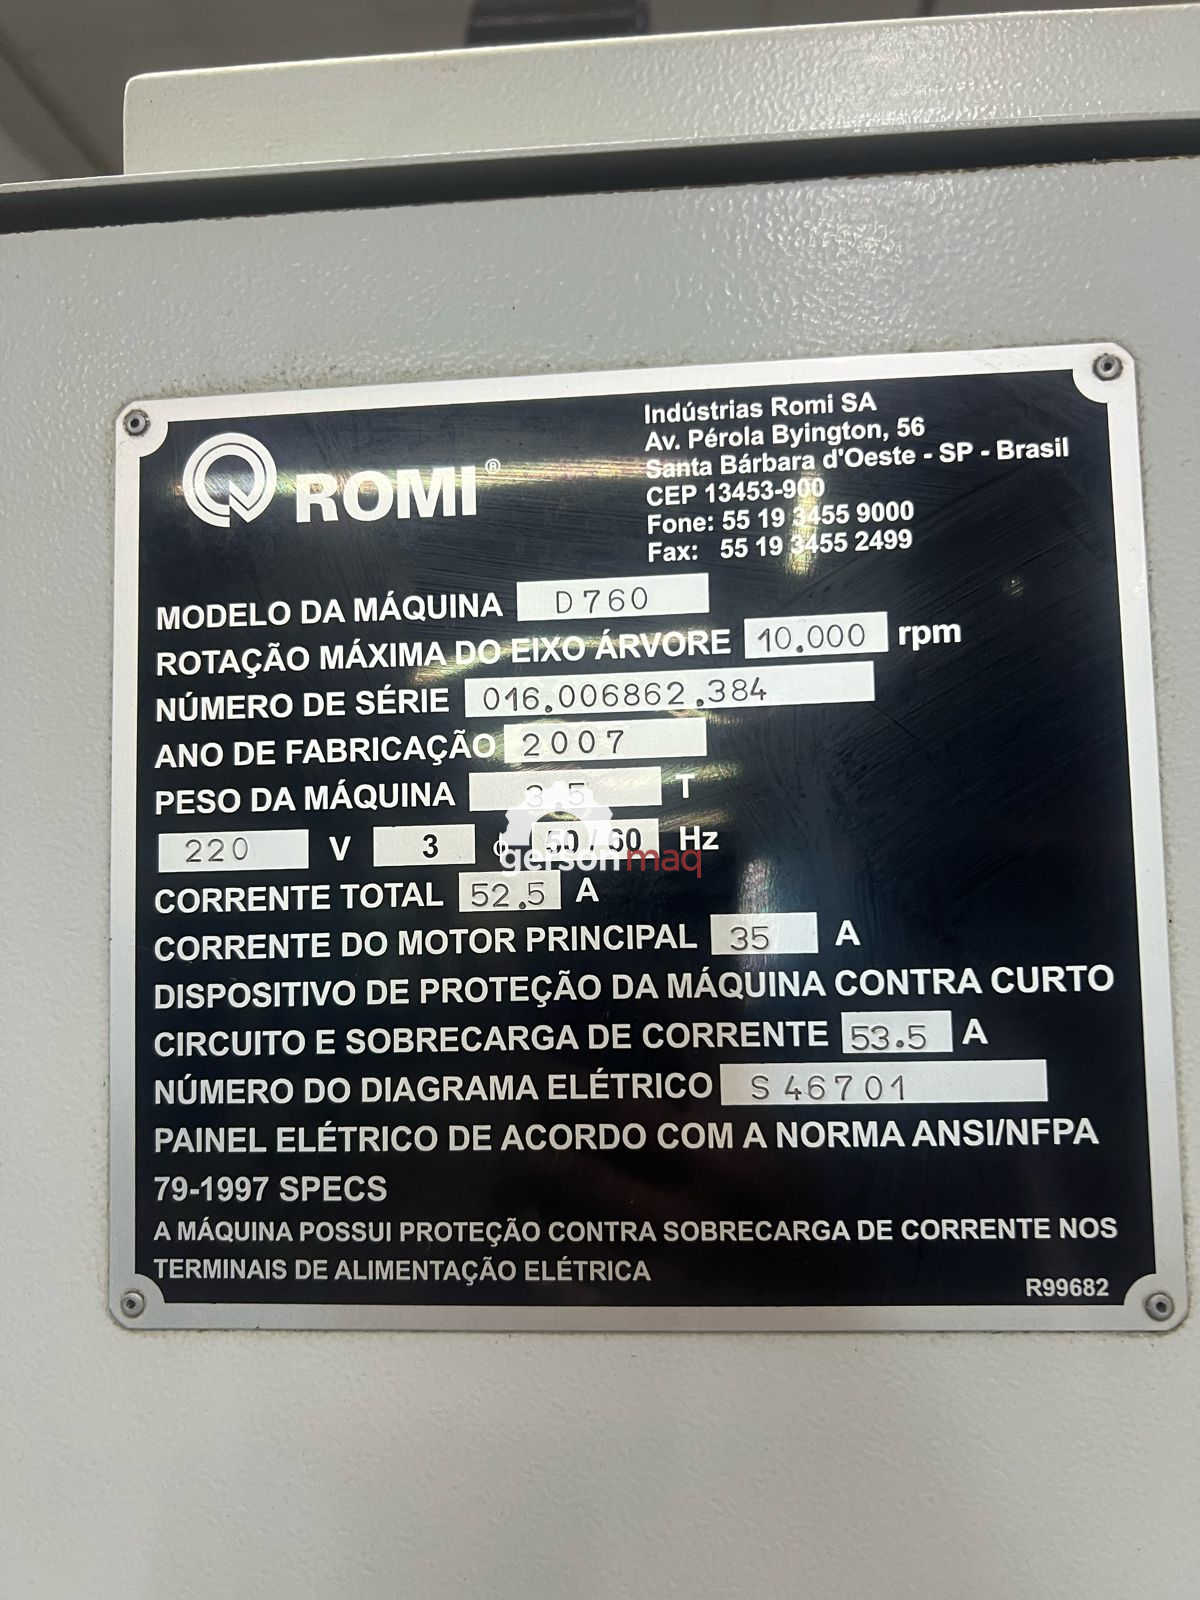 ROMI®
Indústrias Romi SA
Av. Pérola Byington, 56
Santa Bárbara d'Oeste - SP - Brasil
CEP 13453-900
Fone: 55 19 3455 9000
Fax: 55 19 3455 2499
MODELO DA MÁQUINA D760
ROTAÇÃO MÁXIMA DO EIXO ÁRVORE 10.000 rpm
NÚMERO DE SÉRIE 016.006862.384
ANO DE FABRICAÇÃO 2007
PESO DA MÁQUINA 3,5 T
220 V 3 ϕ 50/60 Hz
gersonmaq
CORRENTE TOTAL 52.5 A
CORRENTE DO MOTOR PRINCIPAL 35 A
DISPOSITIVO DE PROTEÇÃO DA MÁQUINA CONTRA CURTO
CIRCUITO E SOBRECARGA DE CORRENTE 53.5 A
NÚMERO DO DIAGRAMA ELÉTRICO S46701
PAINEL ELÉTRICO DE ACORDO COM A NORMA ANSI/NFPA
79-1997 SPECS
A MÁQUINA POSSUI PROTEÇÃO CONTRA SOBRECARGA DE CORRENTE NOS
TERMINAIS DE ALIMENTAÇÃO ELÉTRICA
R99682